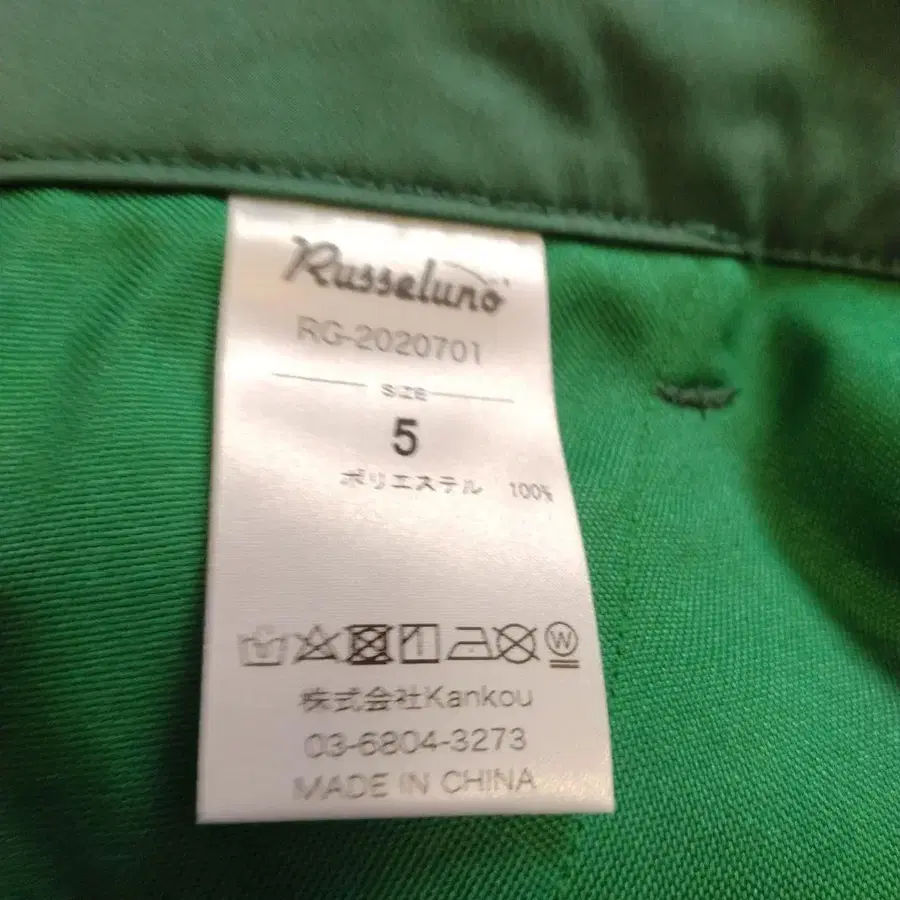 Russeluno
RG-2020701
SIZE
5
ポリエステル 100%
W
株式会社Kankou
03-6804-3273
MADE IN CHINA